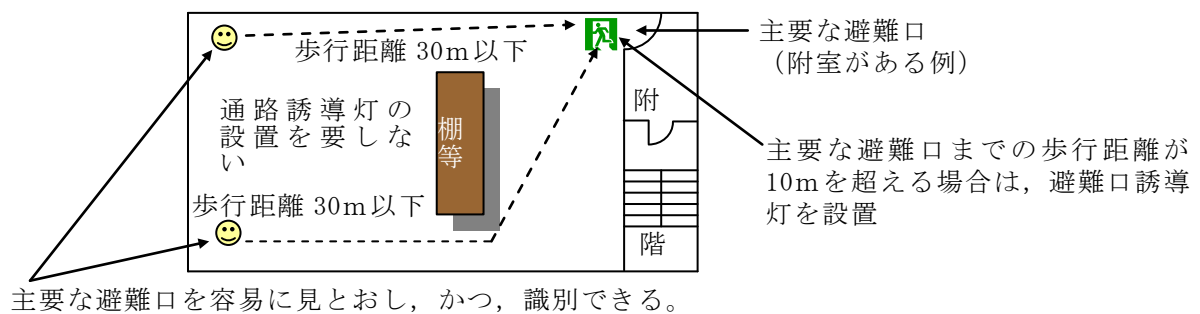 主要な避難口
（附室がある例）
歩行距離 30ｍ以下
通路誘導灯の
設置を要しな
い
棚等
附
主要な避難口までの歩行距離が
10ｍを超える場合は，避難口誘導
灯を設置
歩行距離 30ｍ以下
階
主要な避難口を容易に見とおし，かつ，識別できる。